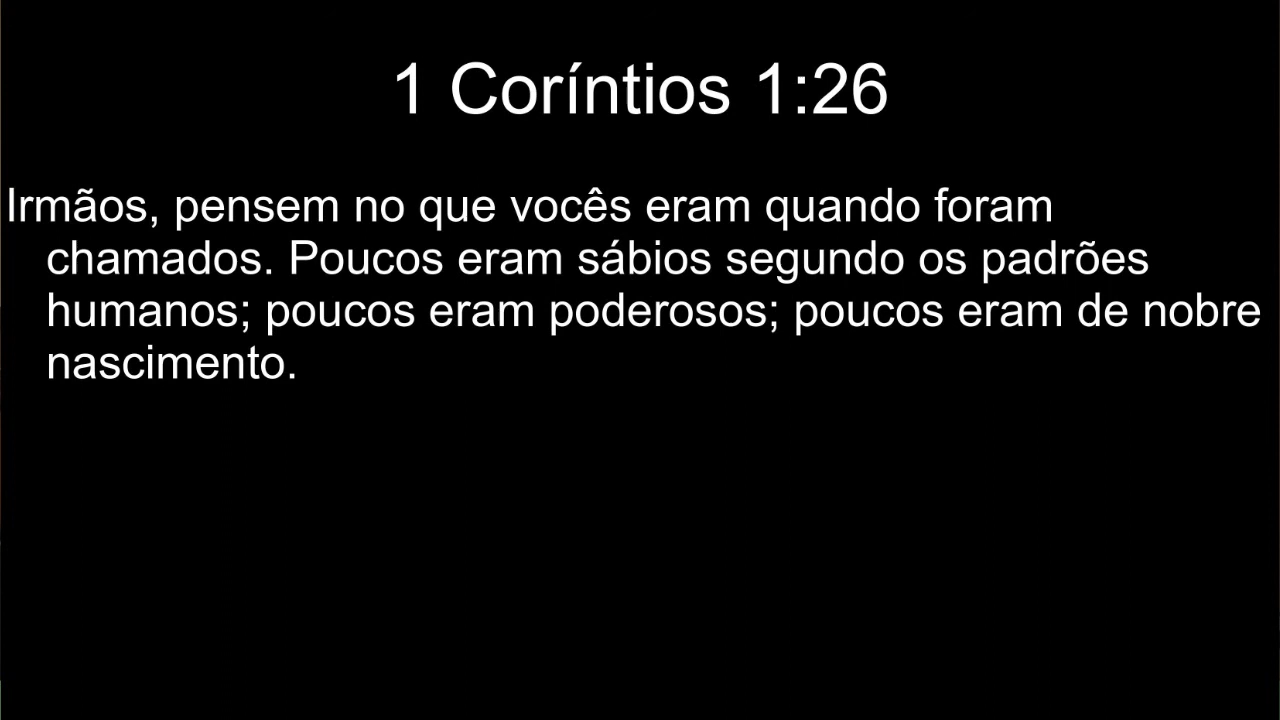 1 Coríntios 1:26
Irmãos, pensem no que vocês eram quando foram
chamados. Poucos eram sábios segundo os padrões
humanos; poucos eram poderosos; poucos eram de nobre
nascimento.